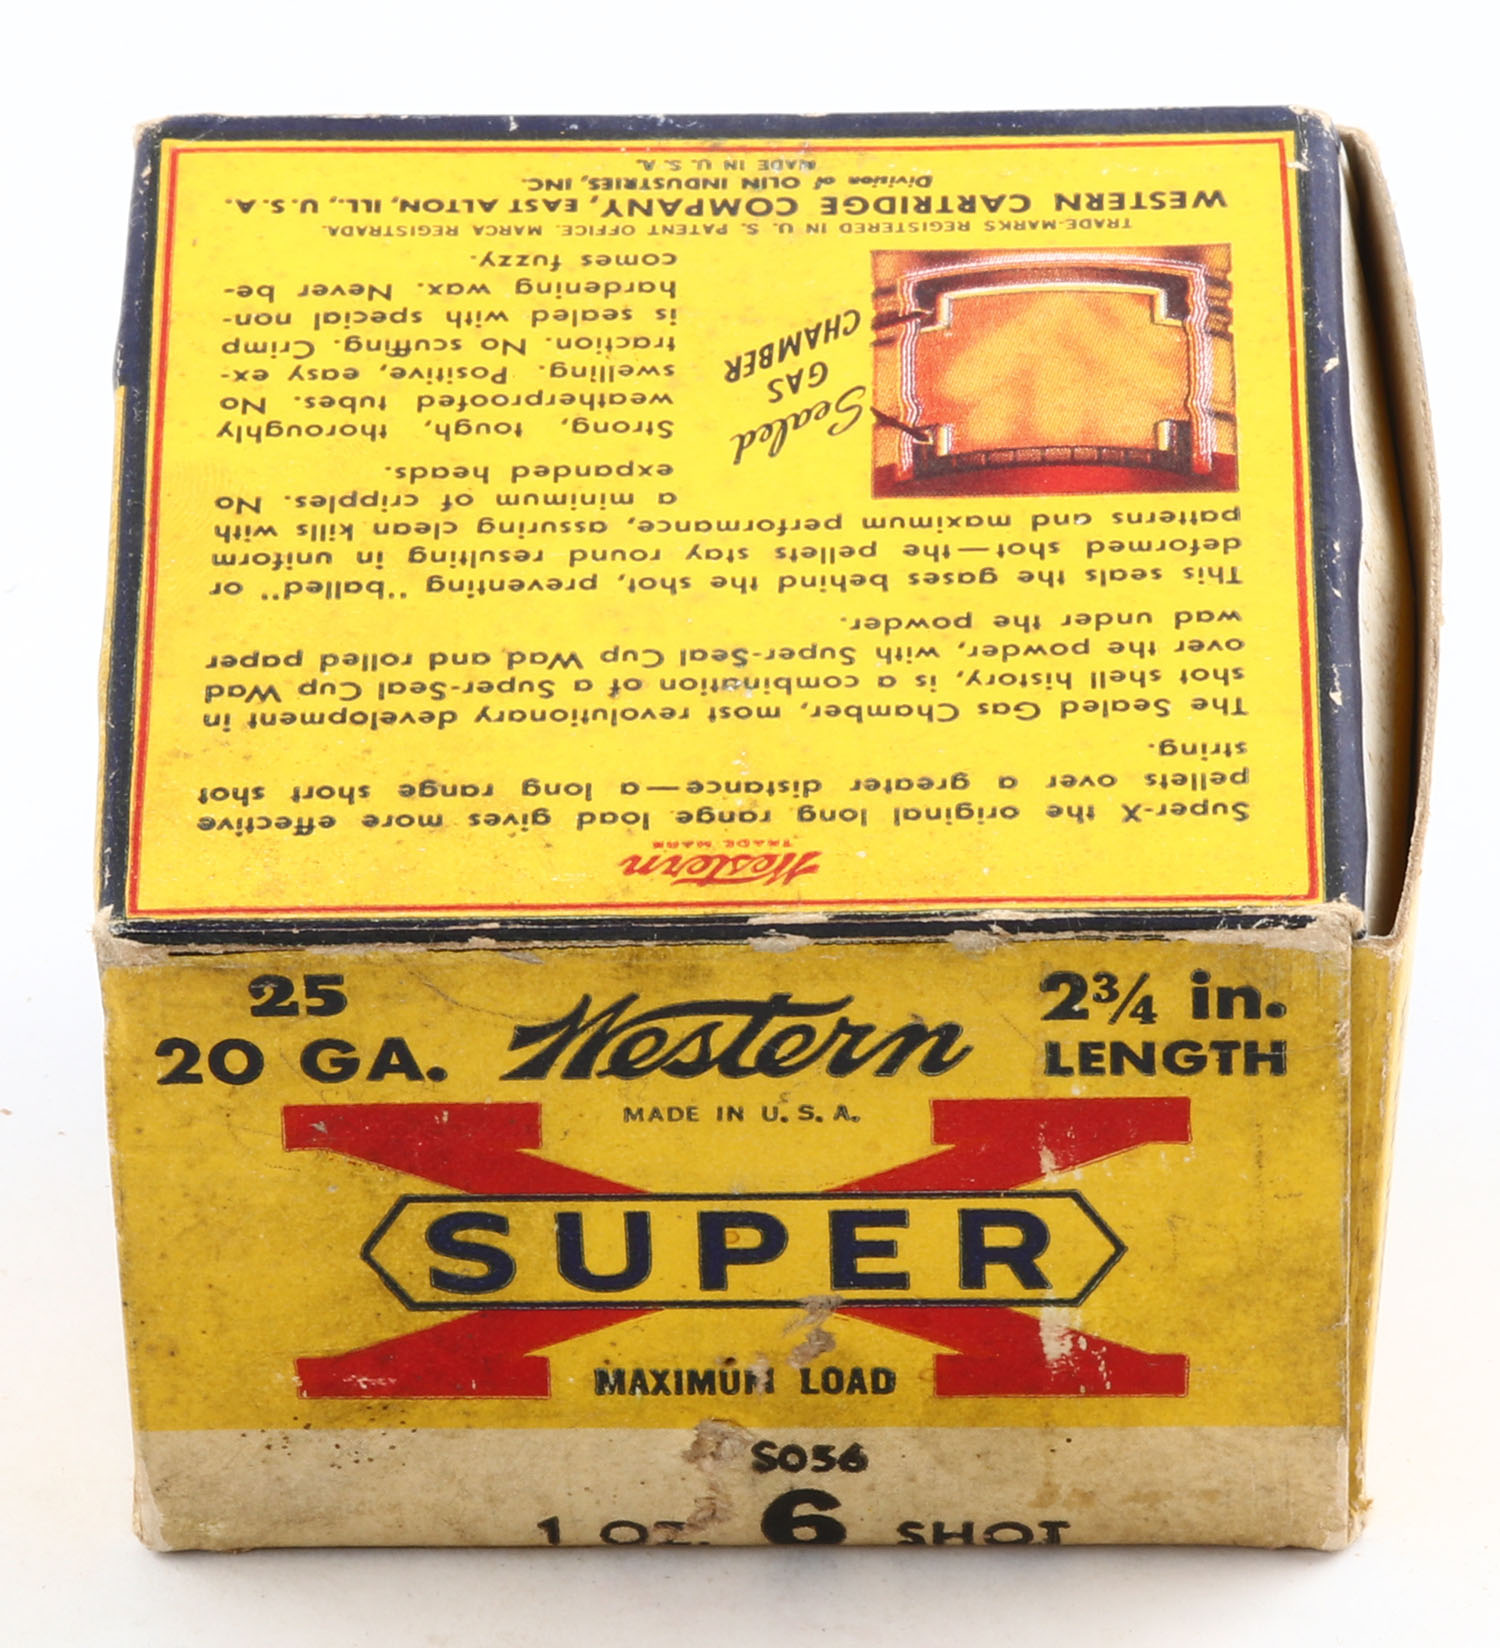 Western
TRADE MARK
Super-X the original long range load gives more effective
pellets over a greater distance—a long range short shot
string.
The Sealed Gas Chamber, most revolutionary development in
shot shell history, is a combination of a Super-Seal Cup Wad
over the powder, with Super-Seal Cup Wad and rolled paper
wad under the powder.
This seals the gases behind the shot, preventing "balled" or
deformed shot—the pellets stay round resulting in uniform
patterns and maximum performance, assuring clean kills with
a minimum of cripples. No
expanded heads.
Strong, tough, thoroughly
weatherproofed tubes. No
swelling. Positive, easy ex-
traction. No scuffing. Crimp
is sealed with special non-
hardening wax. Never be-
comes fuzzy.
Sealed
GAS
CHAMBER
TRADE-MARKS REGISTERED IN U. S. PATENT OFFICE. MARCA REGISTRADA.
WESTERN CARTRIDGE COMPANY, EAST ALTON, ILL., U.S.A.
Division of OLIN INDUSTRIES, INC.
MADE IN U. S. A.
25
20 GA.
Western
2¾ in.
LENGTH
MADE IN U. S. A.
X
SUPER
MAXIMUM LOAD
S056
1 OZ. 6 SHOT